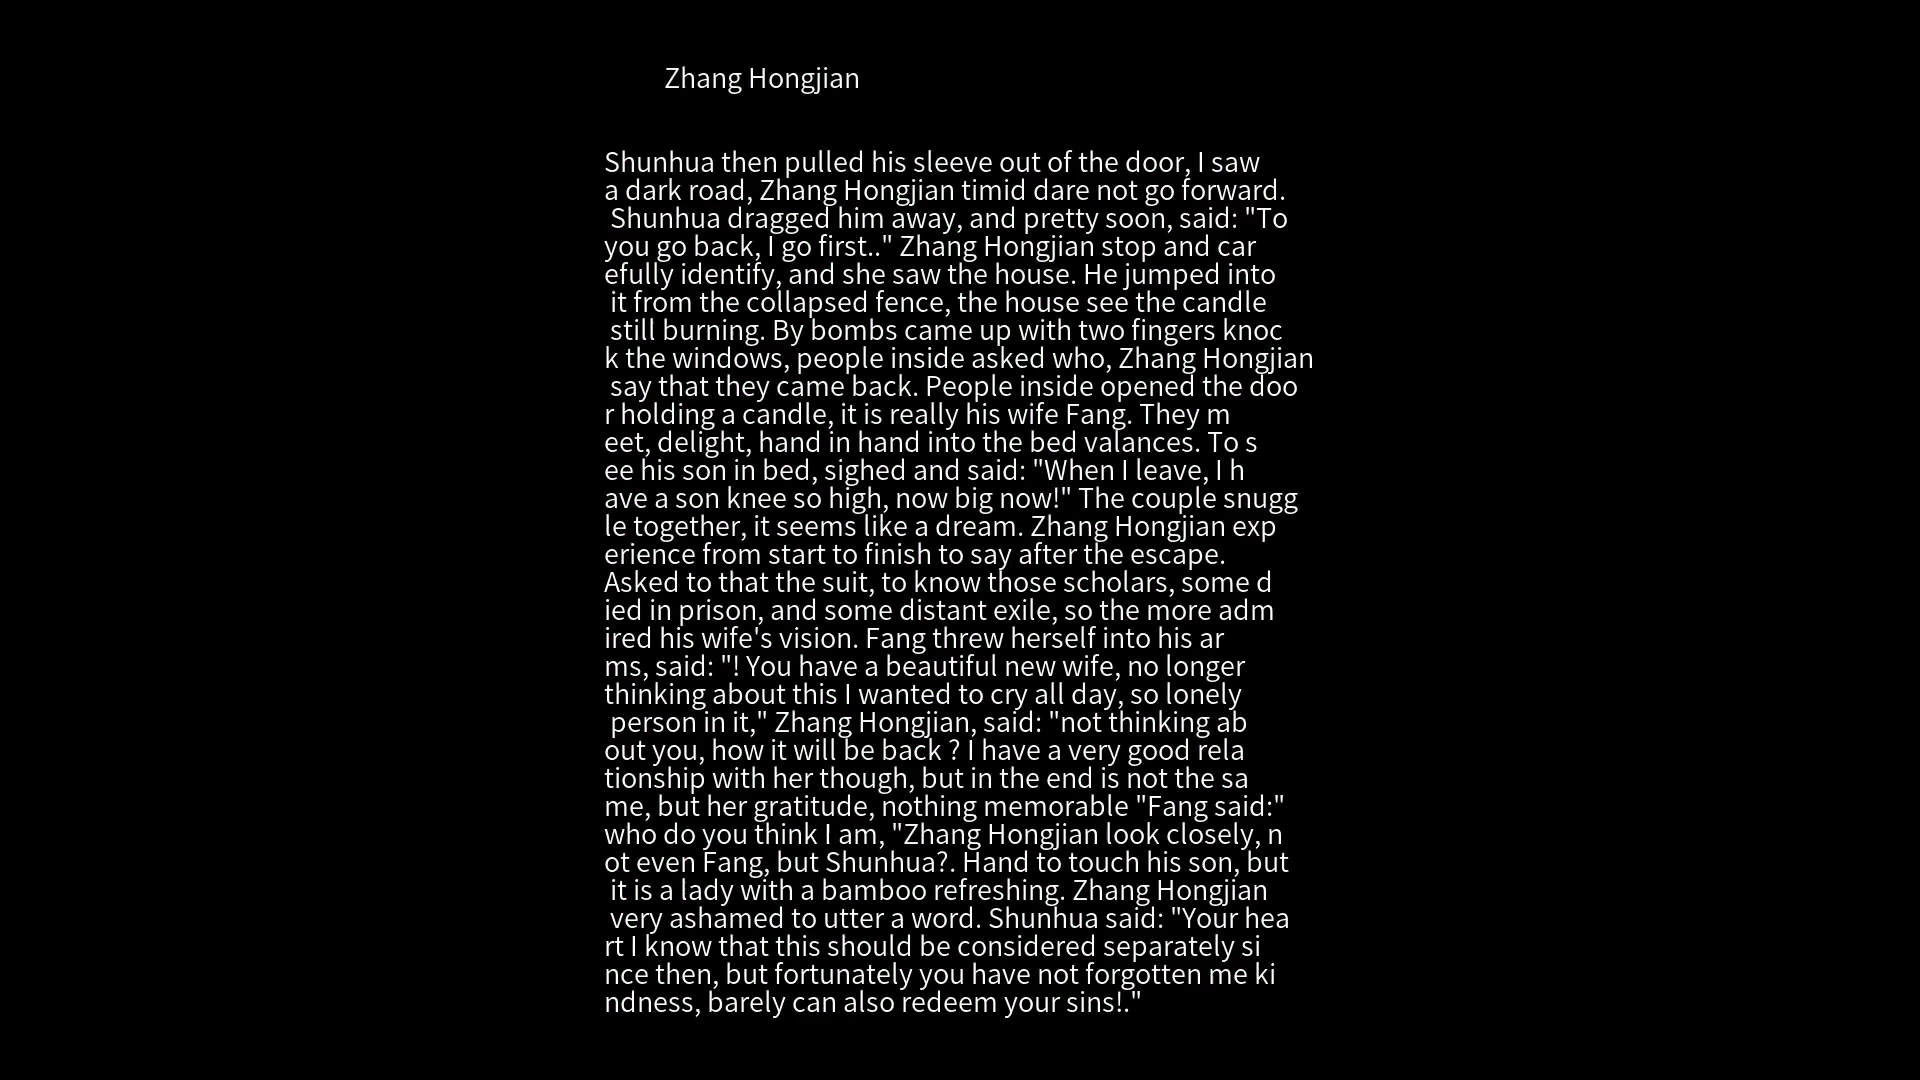 Zhang Hongjian
Shunhua then pulled his sleeve out of the door, I saw
a dark road, Zhang Hongjian timid dare not go forward.
Shunhua dragged him away, and pretty soon, said: "To
you go back, I go first.." Zhang Hongjian stop and car
efully identify, and she saw the house. He jumped into
it from the collapsed fence, the house see the candle
still burning. By bombs came up with two fingers knoc
k the windows, people inside asked who, Zhang Hongjian
say that they came back. People inside opened the doo
r holding a candle, it is really his wife Fang. They m
eet, delight, hand in hand into the bed valances. To s
ee his son in bed, sighed and said: "When I leave, I h
ave a son knee so high, now big now!" The couple snugg
le together, it seems like a dream. Zhang Hongjian exp
erience from start to finish to say after the escape.
Asked to that the suit, to know those scholars, some d
ied in prison, and some distant exile, so the more adm
ired his wife's vision. Fang threw herself into his ar
ms, said: "! You have a beautiful new wife, no longer
thinking about this I wanted to cry all day, so lonely
person in it," Zhang Hongjian, said: "not thinking ab
out you, how it will be back ? I have a very good rela
tionship with her though, but in the end is not the sa
me, but her gratitude, nothing memorable "Fang said:"
who do you think I am, "Zhang Hongjian look closely, n
ot even Fang, but Shunhua?. Hand to touch his son, but
it is a lady with a bamboo refreshing. Zhang Hongjian
very ashamed to utter a word. Shunhua said: "Your hea
rt I know that this should be considered separately si
nce then, but fortunately you have not forgotten me ki
ndness, barely can also redeem your sins!."